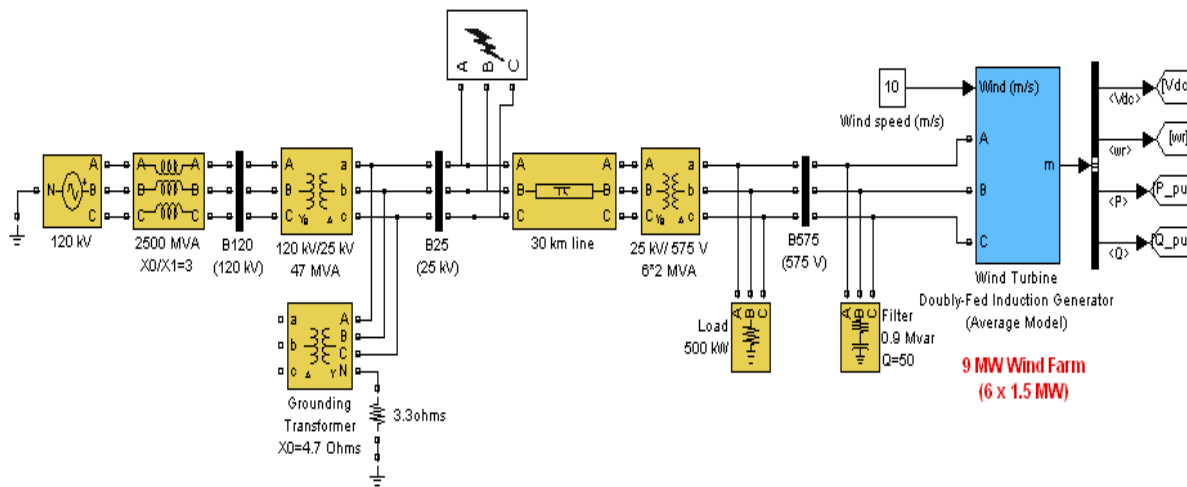 A B C
10
Wind speed (m/s)
Wind (m/s)
A
B
C
m
<Vdc>
[Vdc
<wr>
[wr]
<P>
P_pu
<Q>
Q_pu
N
A
B
C
120 kV
A A
B B
C C
2500 MVA
X0/X1=3
B120
(120 kV)
A a
B b
C c
Yg Δ
120 kV/25 kV
47 MVA
B25
(25 kV)
A A
B B
C C
π
30 km line
A a
B b
C c
Yg Δ
25 kV/ 575 V
6*2 MVA
B575
(575 V)
Wind Turbine
Doubly-Fed Induction Generator
(Average Model)
9 MW Wind Farm
(6 x 1.5 MW)
A B C
Load
500 kW
A B C
Filter
0.9 Mvar
Q=50
a A
b B
C
c Δ Y N
Grounding
Transformer
X0=4.7 Ohms
3.3ohms